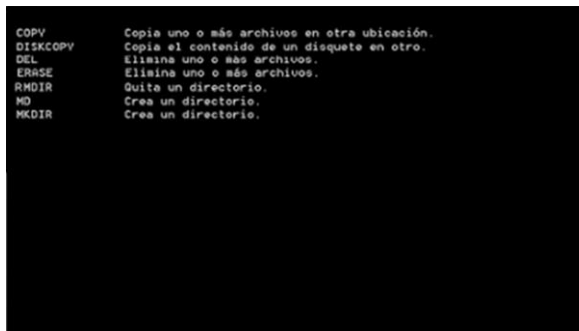 COPY Copia uno o más archivos en otra ubicación.
DISKCOPY Copia el contenido de un disquete en otro.
DEL Elimina uno o más archivos.
ERASE Elimina uno o más archivos.
RMDIR Quita un directorio.
MD Crea un directorio.
MKDIR Crea un directorio.